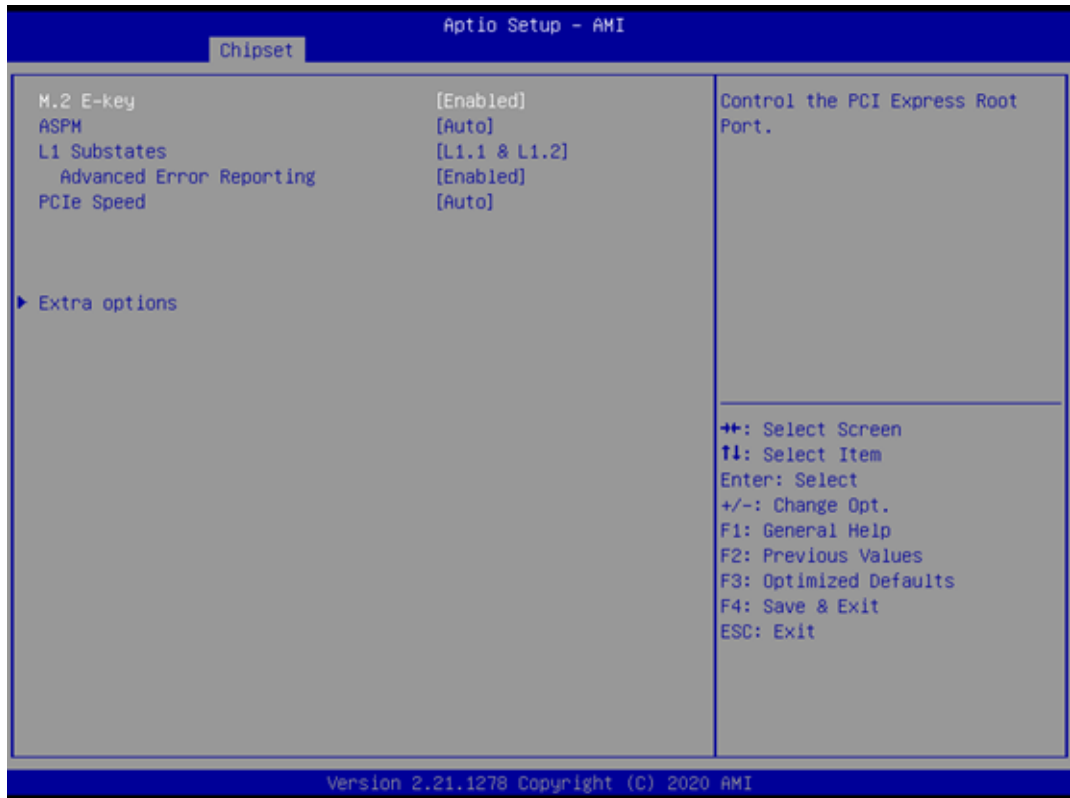 Aptio Setup – AMI
Chipset
M.2 E-key [Enabled]
ASPM [Auto]
L1 Substates [L1.1 & L1.2]
Advanced Error Reporting [Enabled]
PCIe Speed [Auto]
Extra options
Control the PCI Express Root
Port.
→←: Select Screen
↑↓: Select Item
Enter: Select
+/-: Change Opt.
F1: General Help
F2: Previous Values
F3: Optimized Defaults
F4: Save & Exit
ESC: Exit
Version 2.21.1278 Copyright (C) 2020 AMI